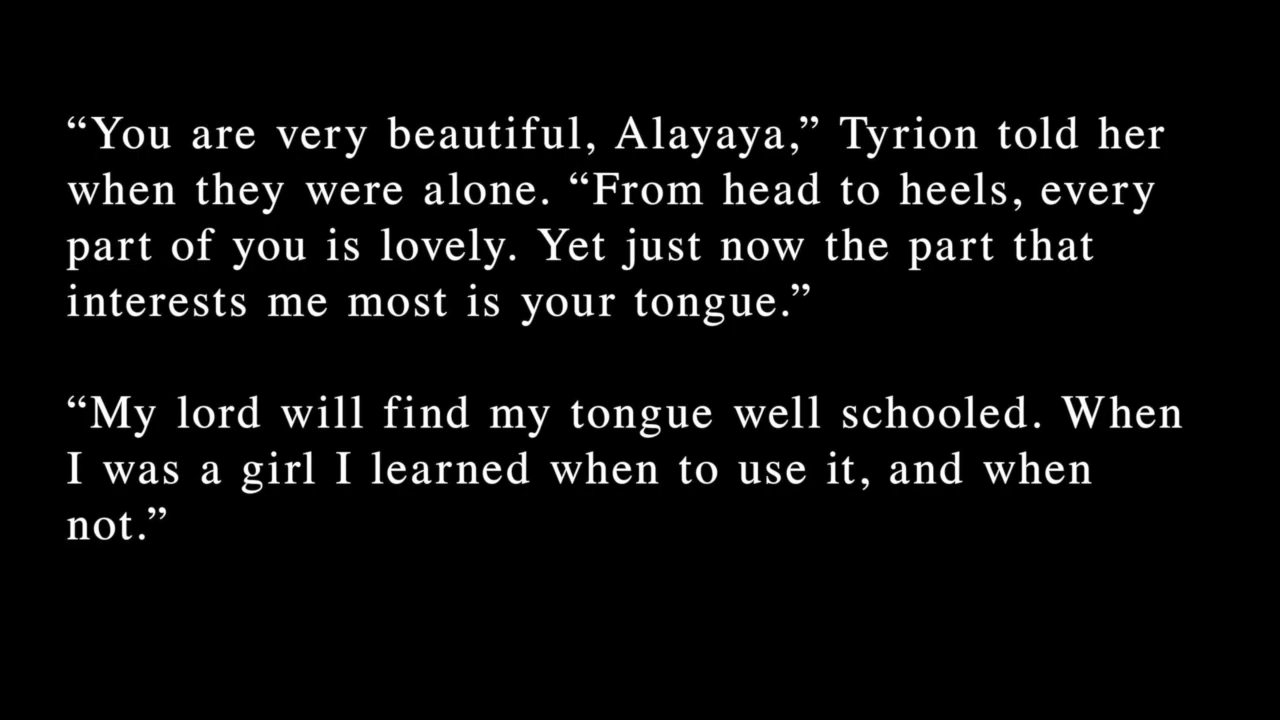 “You are very beautiful, Alayaya,” Tyrion told her
when they were alone. “From head to heels, every
part of you is lovely. Yet just now the part that
interests me most is your tongue.”
“My lord will find my tongue well schooled. When
I was a girl I learned when to use it, and when
not.”